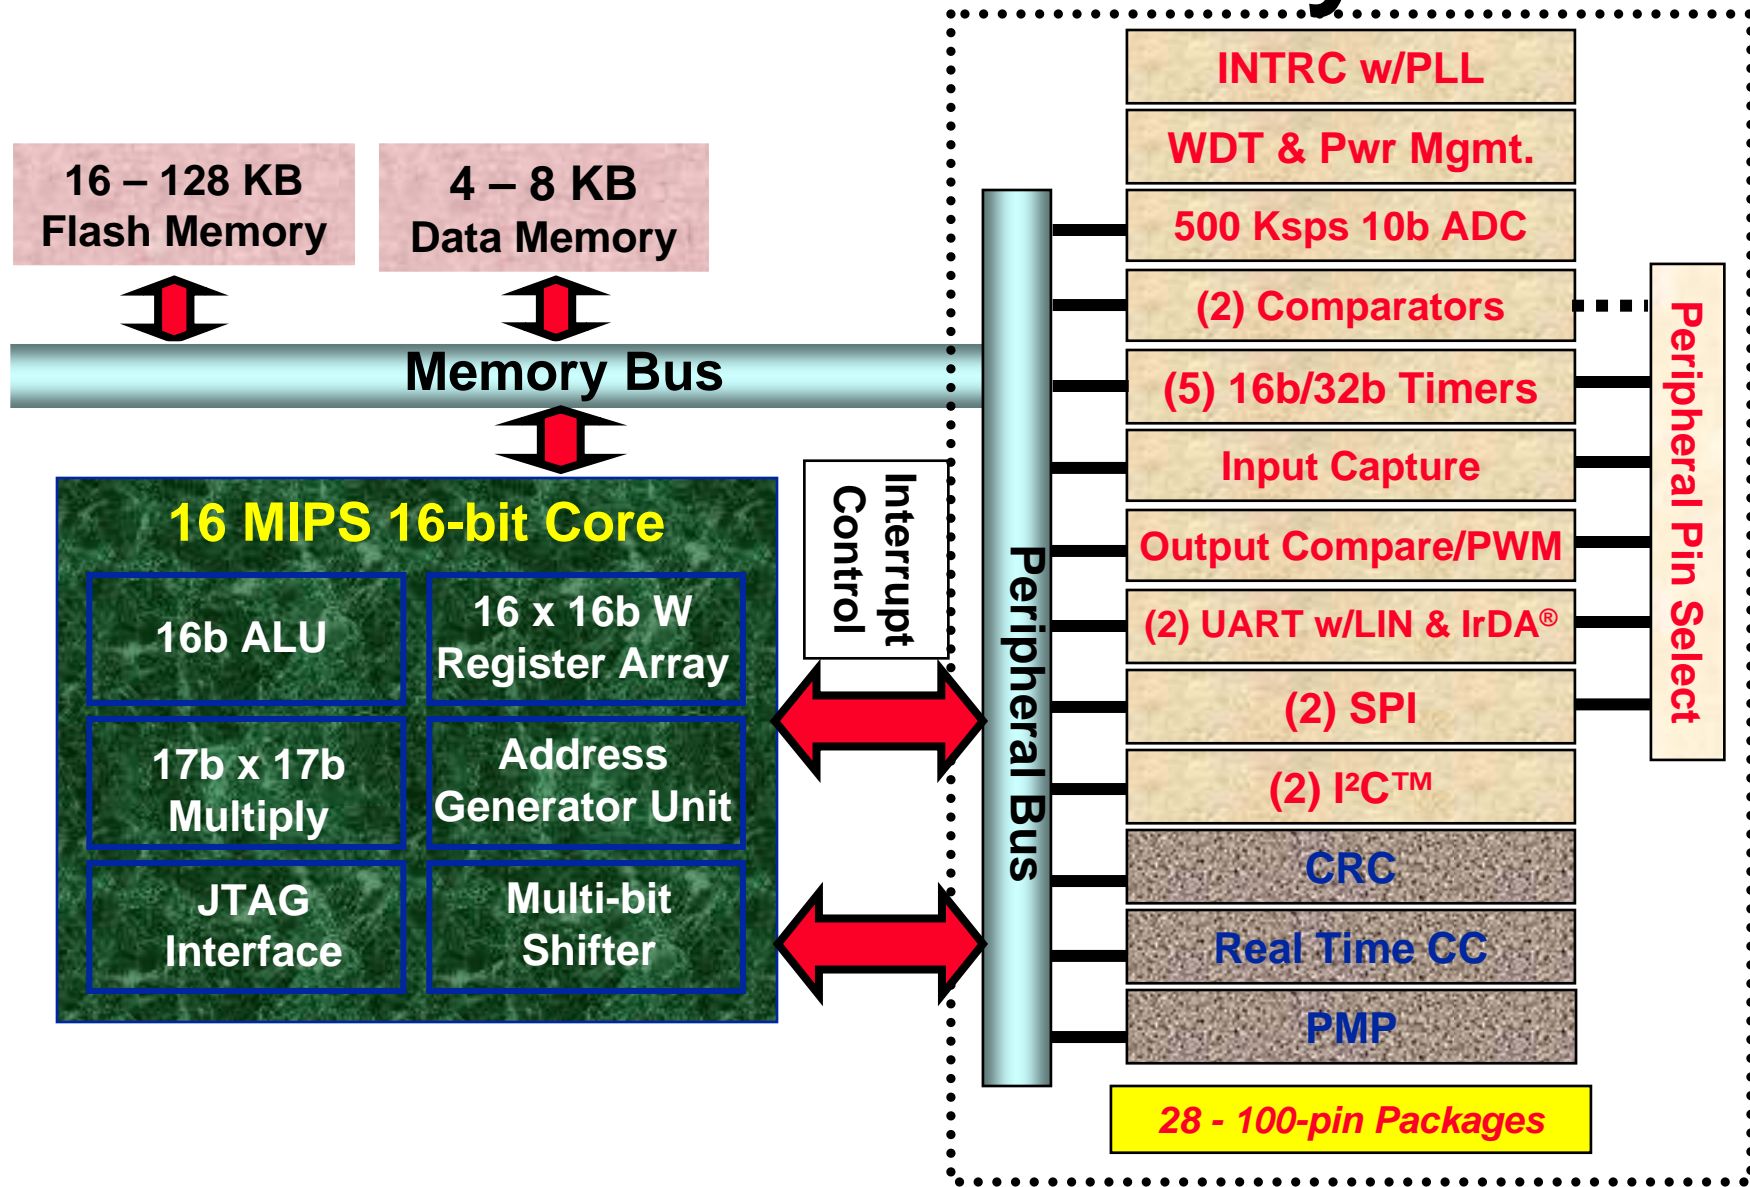 16 – 128 KB
Flash Memory
4 – 8 KB
Data Memory
Memory Bus
16 MIPS 16-bit Core
16b ALU
16 x 16b W
Register Array
17b x 17b
Multiply
Address
Generator Unit
JTAG
Interface
Multi-bit
Shifter
Interrupt
Control
Peripheral Bus
INTRC w/PLL
WDT & Pwr Mgmt.
500 Ksps 10b ADC
(2) Comparators
(5) 16b/32b Timers
Input Capture
Output Compare/PWM
(2) UART w/LIN & IrDA®
(2) SPI
(2) I²C™
CRC
Real Time CC
PMP
Peripheral Pin Select
28 - 100-pin Packages